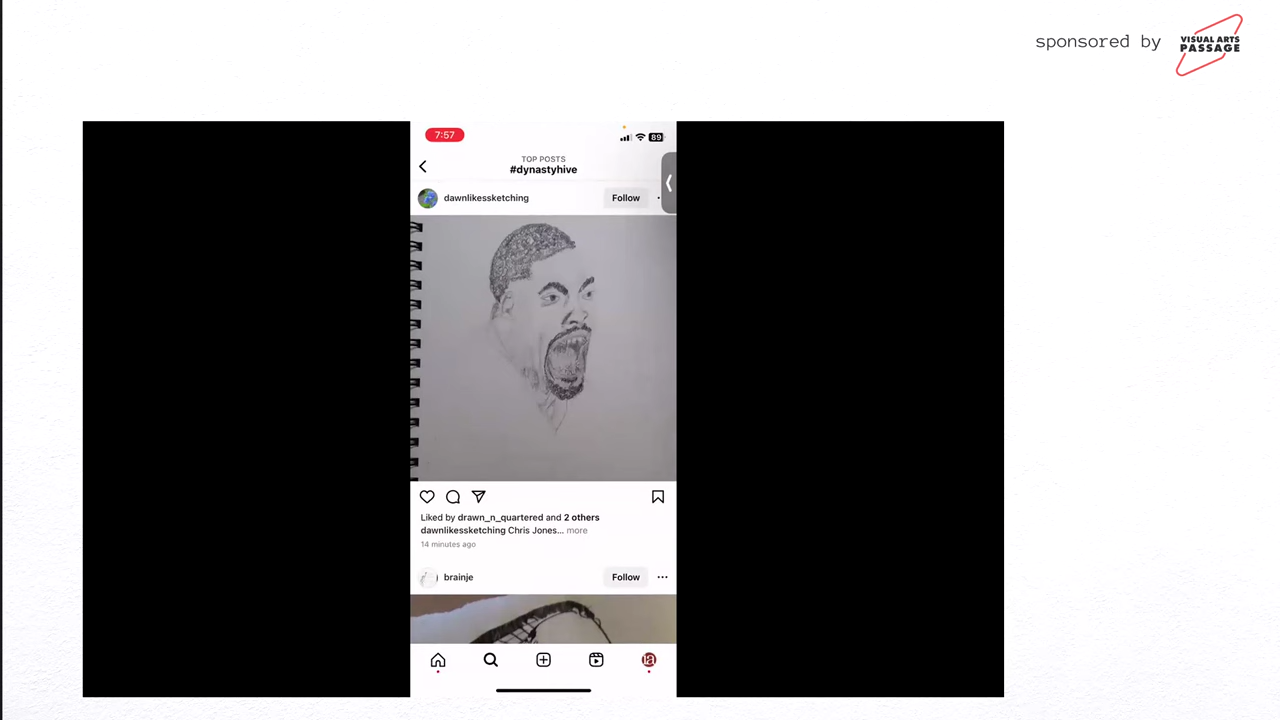 sponsored by
VISUAL ARTS
PASSAGE
7:57
89
TOP POSTS
#dynastyhive
dawnlikessketching
Follow
Liked by drawn_n_quartered and 2 others
dawnlikessketching Chris Jones... more
14 minutes ago
brainje
Follow